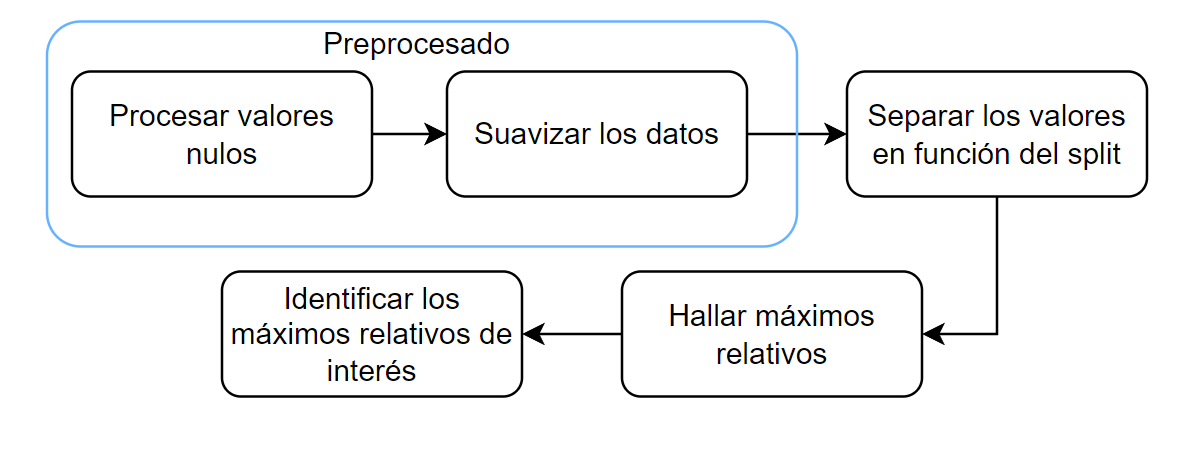 Preprocesado
Procesar valores
nulos
Suavizar los datos
Separar los valores
en función del split
Hallar máximos
relativos
Identificar los
máximos relativos de
interés